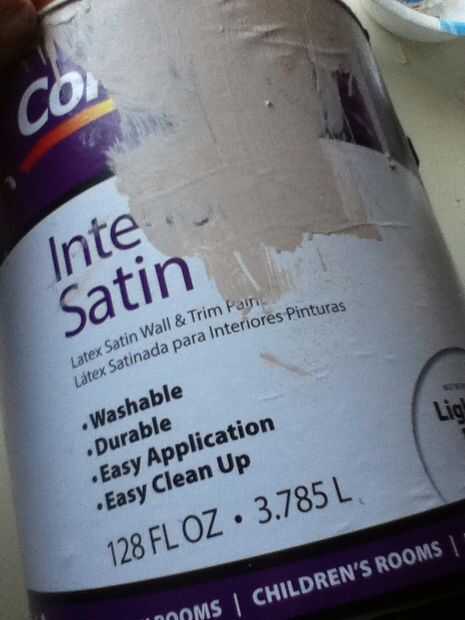 Inte
Satin
Latex Satin Wall & Trim
Látex Satinada para Interiores Pinturas
•Washable
•Durable
•Easy Application
•Easy Clean Up
128 FL OZ • 3.785 L
ROOMS | CHILDREN'S ROOMS |